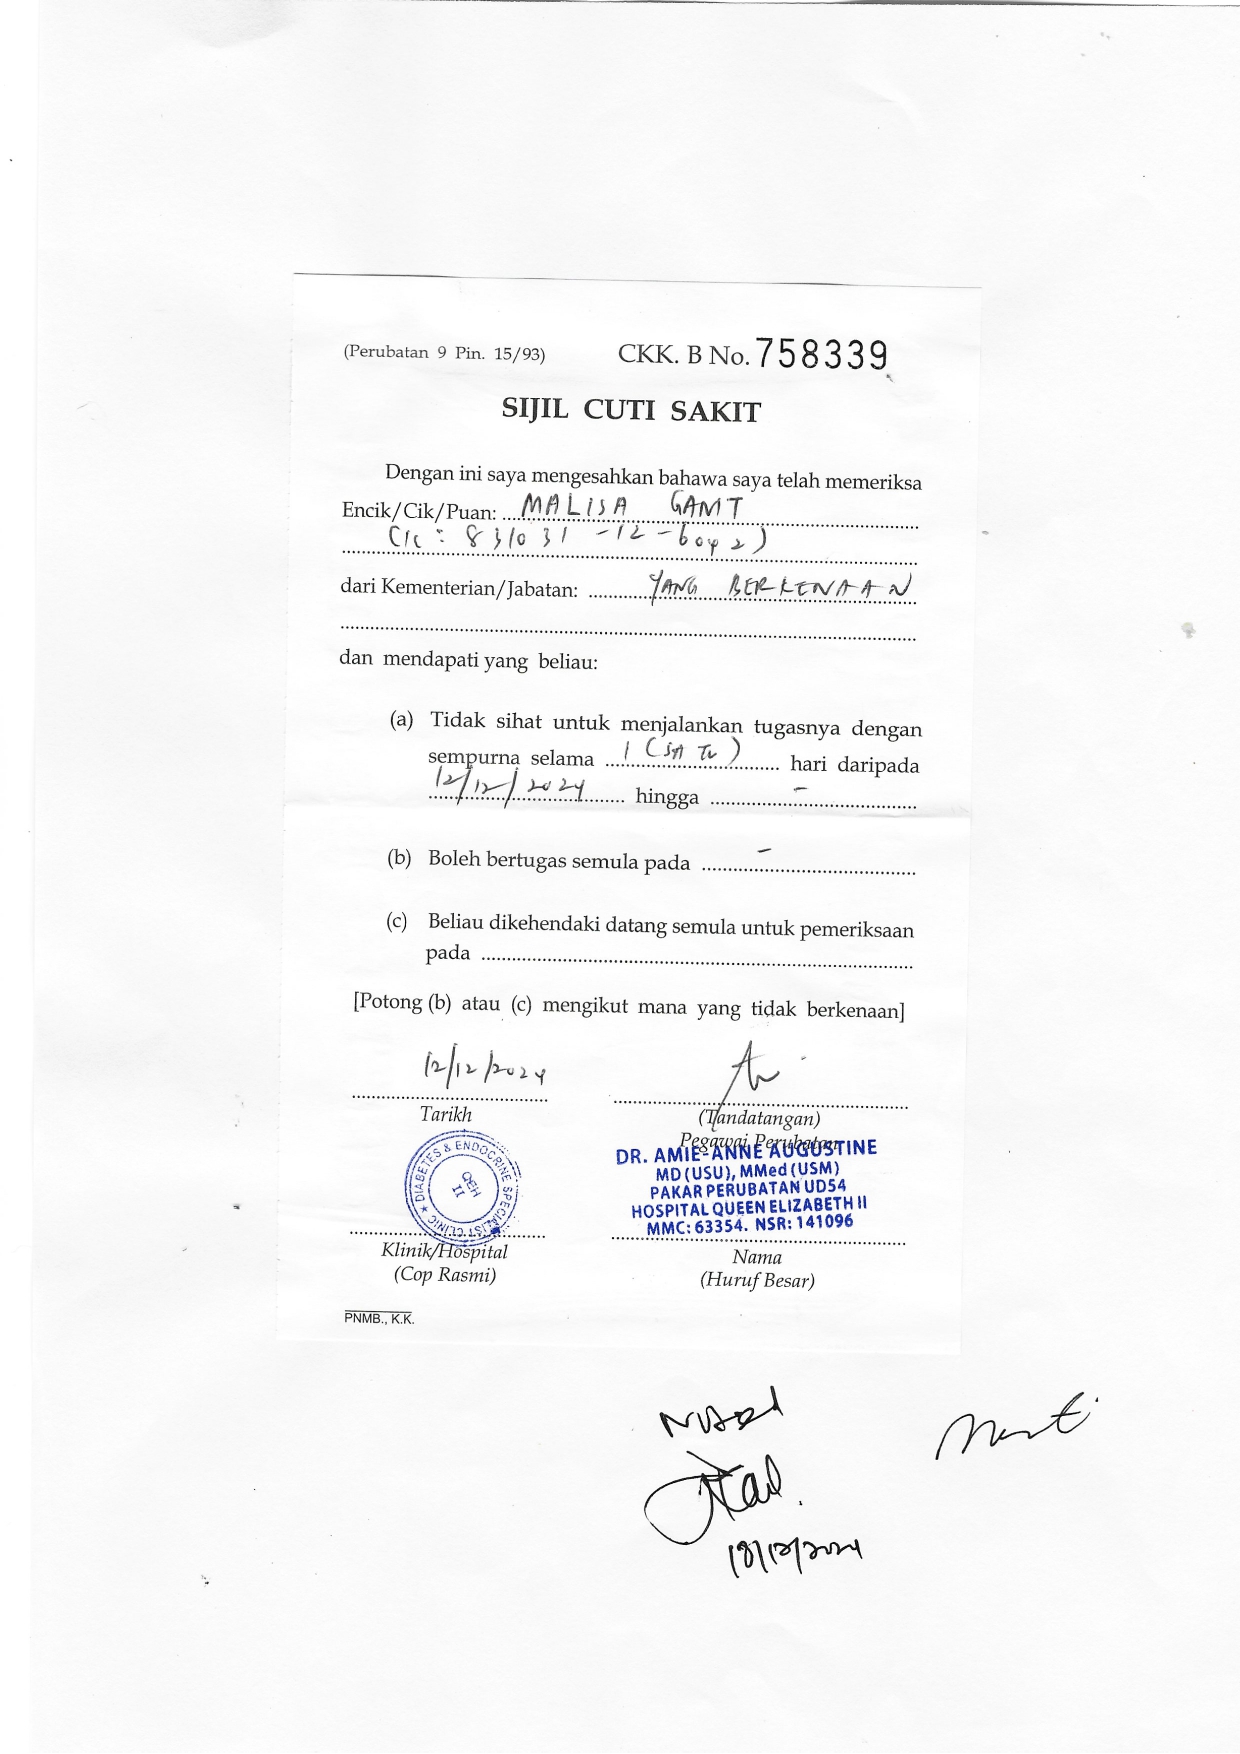 (Perubatan 9 Pin. 15/93) CKK. B No. 758339
SIJIL CUTI SAKIT
Dengan ini saya mengesahkan bahawa saya telah memeriksa
Encik/Cik/Puan: MALISA GAMT
(1C : 831031-12-6042)
dari Kementerian/Jabatan: YANG BERKENAAN
dan mendapati yang beliau:
(a) Tidak sihat untuk menjalankan tugasnya dengan
sempurna selama 1 (SATU) hari daripada
12/12/2024 hingga -
(b) Boleh bertugas semula pada -
(c) Beliau dikehendaki datang semula untuk pemeriksaan
pada
[Potong (b) atau (c) mengikut mana yang tidak berkenaan]
12/12/2024
Tarikh (Tandatangan)
Pegawai Perubatan
DR. AMIE-ANNE AUGUSTINE
MD (USU), MMed (USM)
PAKAR PERUBATAN UD54
HOSPITAL QUEEN ELIZABETH II
MMC: 63354. NSR: 141096
★ DIABETES & ENDOCRINE SPECIALIST CLINIC
QEH
II
Klinik/Hospital Nama
(Cop Rasmi) (Huruf Besar)
PNMB., K.K.
18/12/2024